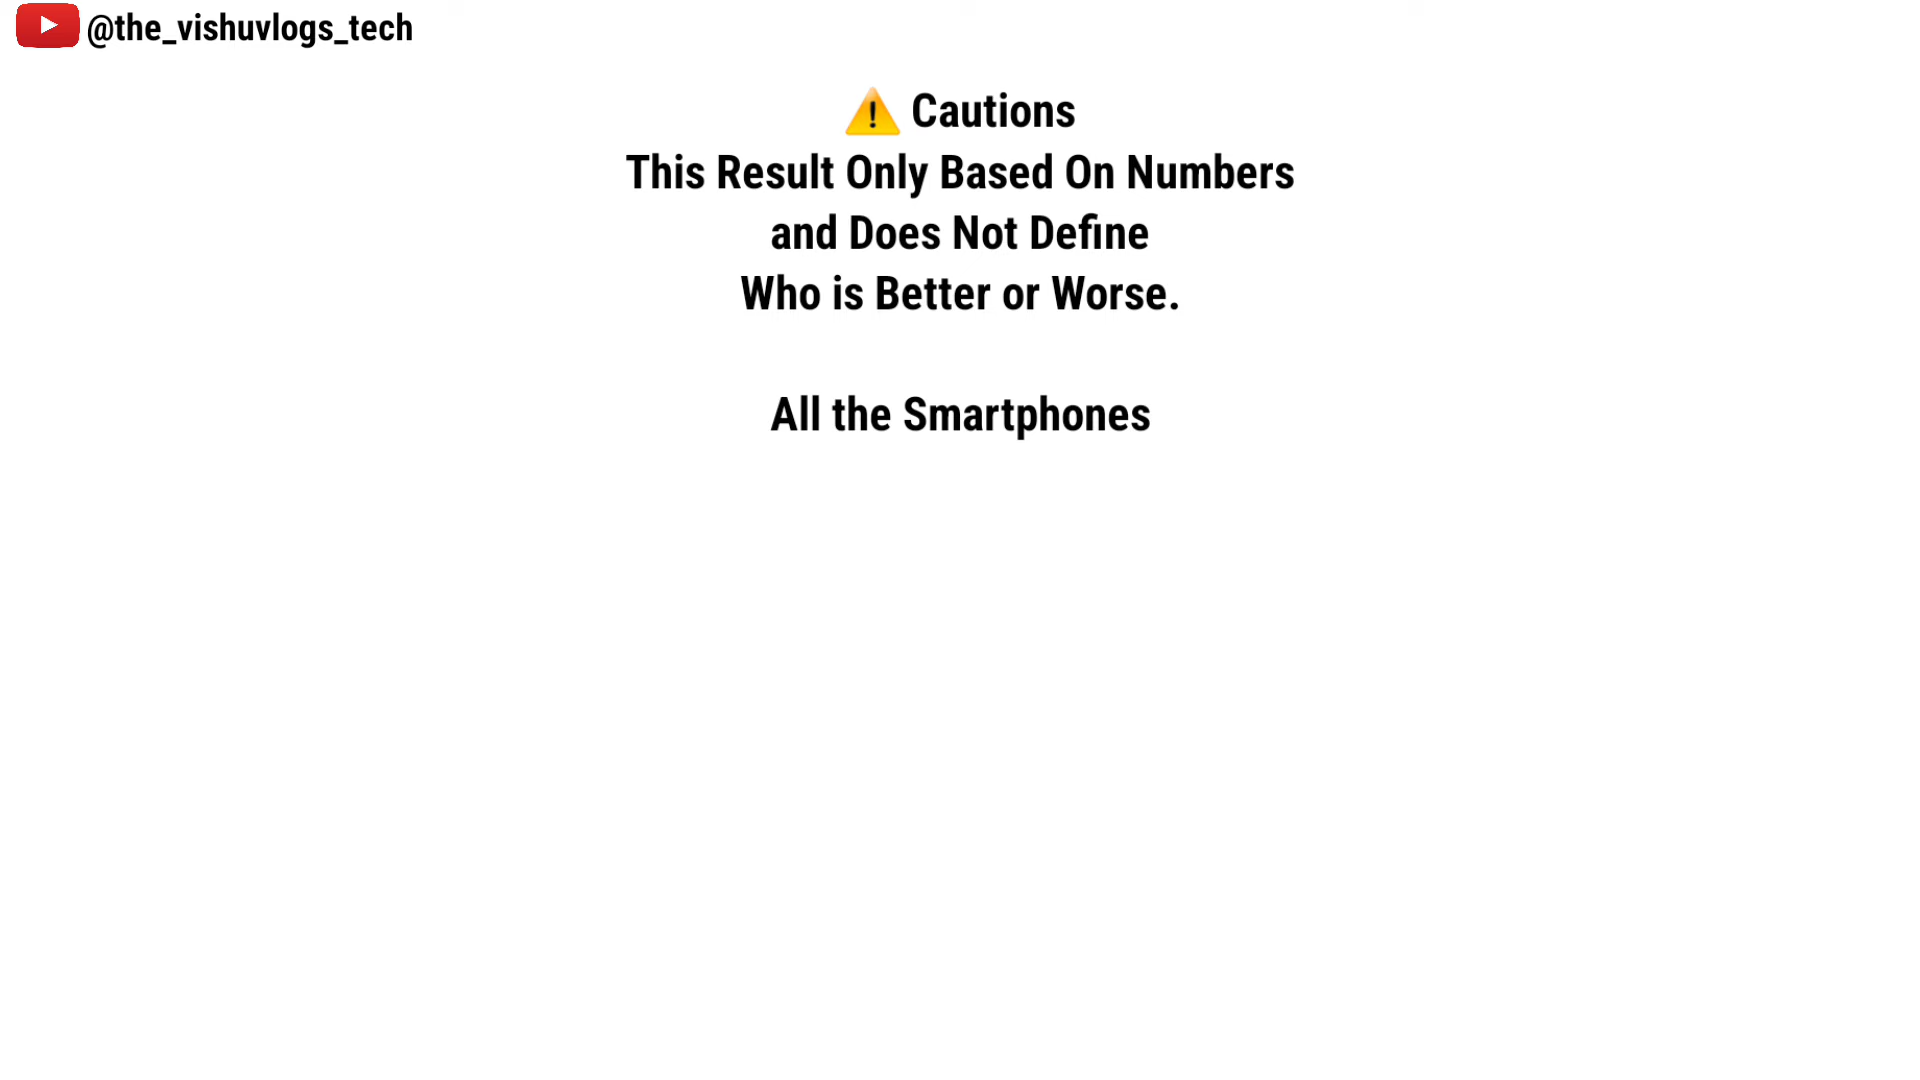 @the_vishuvlogs_tech
⚠️ Cautions
This Result Only Based On Numbers
and Does Not Define
Who is Better or Worse.
All the Smartphones